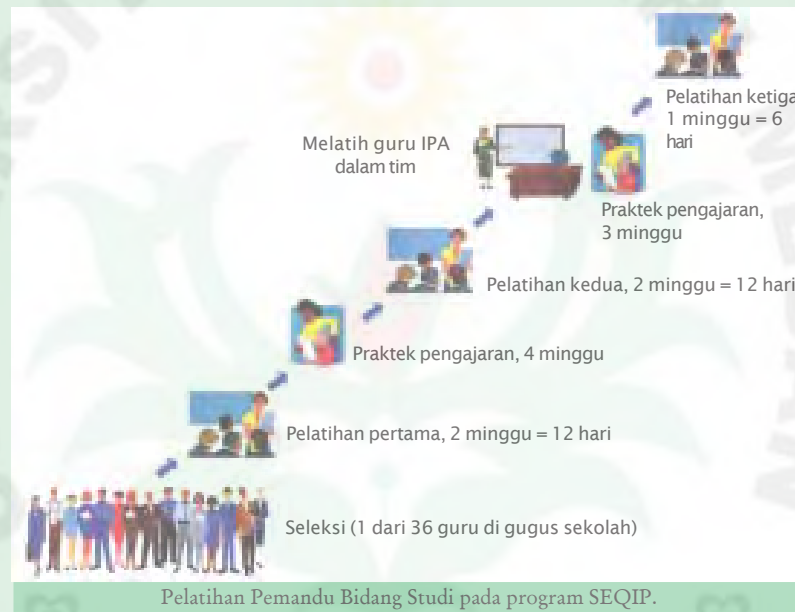 Pelatihan ketiga
1 minggu = 6
hari
Melatih guru IPA
dalam tim
Praktek pengajaran,
3 minggu
Pelatihan kedua, 2 minggu = 12 hari
Praktek pengajaran, 4 minggu
Pelatihan pertama, 2 minggu = 12 hari
Seleksi (1 dari 36 guru di gugus sekolah)
Pelatihan Pemandu Bidang Studi pada program SEQIP.